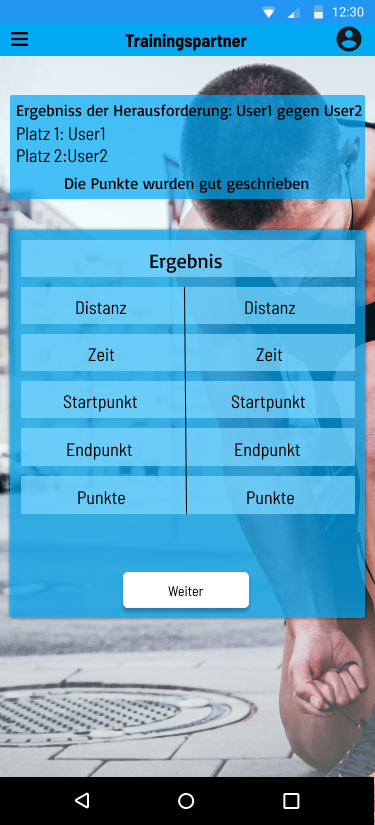 12:30
Trainingspartner
Ergebniss der Herausforderung: User1 gegen User2
Platz 1: User1
Platz 2:User2
Die Punkte wurden gut geschrieben
Ergebnis
Distanz Distanz
Zeit Zeit
Startpunkt Startpunkt
Endpunkt Endpunkt
Punkte Punkte
Weiter